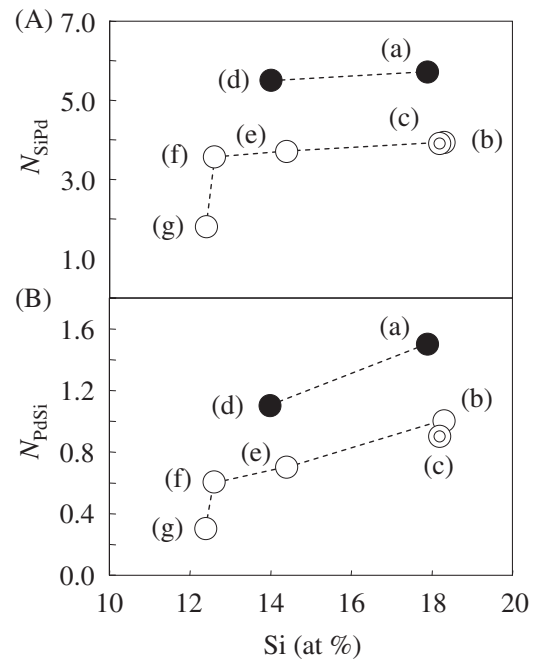 (A)
7.0
5.0
3.0
1.0
N_SiPd
(a)
(d)
(c)
(b)
(e)
(f)
(g)
(B)
1.6
1.2
0.8
0.4
0.0
N_PdSi
(a)
(d)
(b)
(c)
(e)
(f)
(g)
10 12 14 16 18 20
Si (at %)